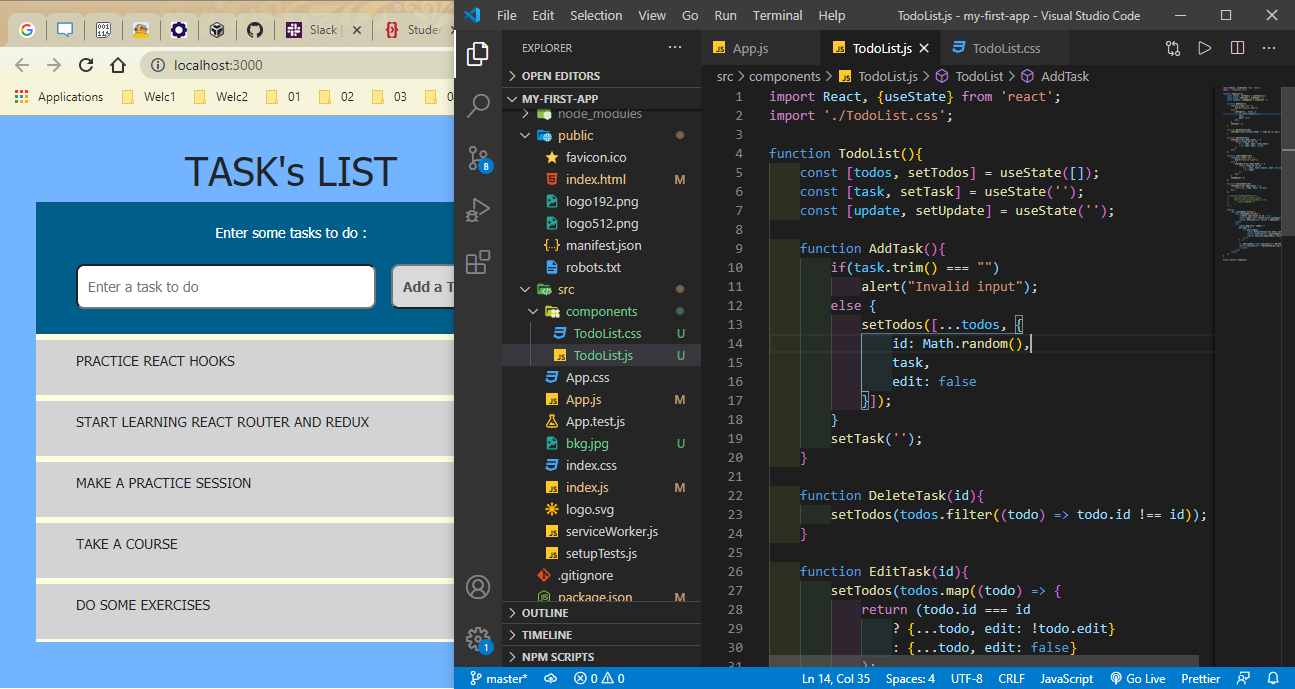 Slack
Studer
localhost:3000
Applications
Welc1
Welc2
01
02
03
TASK's LIST
Enter some tasks to do :
Enter a task to do
Add a T
PRACTICE REACT HOOKS
START LEARNING REACT ROUTER AND REDUX
MAKE A PRACTICE SESSION
TAKE A COURSE
DO SOME EXERCISES
File Edit Selection View Go Run Terminal Help
TodoList.js - my-first-app - Visual Studio Code
EXPLORER
OPEN EDITORS
MY-FIRST-APP
node_modules
public
favicon.ico
index.html M
logo192.png
logo512.png
manifest.json
robots.txt
src
components
TodoList.css U
TodoList.js U
App.css
App.js M
App.test.js
bkg.jpg U
index.css
index.js M
logo.svg
serviceWorker.js
setupTests.js
.gitignore
package.json M
OUTLINE
TIMELINE
NPM SCRIPTS
8
1
App.js
TodoList.js
TodoList.css
src > components > TodoList.js > TodoList > AddTask
1 import React, {useState} from 'react';
2 import './TodoList.css';
3
4 function TodoList(){
5 const [todos, setTodos] = useState([]);
6 const [task, setTask] = useState('');
7 const [update, setUpdate] = useState('');
8
9 function AddTask(){
10 if(task.trim() === "")
11 alert("Invalid input");
12 else {
13 setTodos([...todos, {
14 id: Math.random(),
15 task,
16 edit: false
17 }]);
18 }
19 setTask('');
20 }
21
22 function DeleteTask(id){
23 setTodos(todos.filter((todo) => todo.id !== id));
24 }
25
26 function EditTask(id){
27 setTodos(todos.map((todo) => {
28 return (todo.id === id
29 ? {...todo, edit: !todo.edit}
30 : {...todo, edit: false}
31 );
master* 0 0 Ln 14, Col 35 Spaces: 4 UTF-8 CRLF JavaScript Go Live Prettier